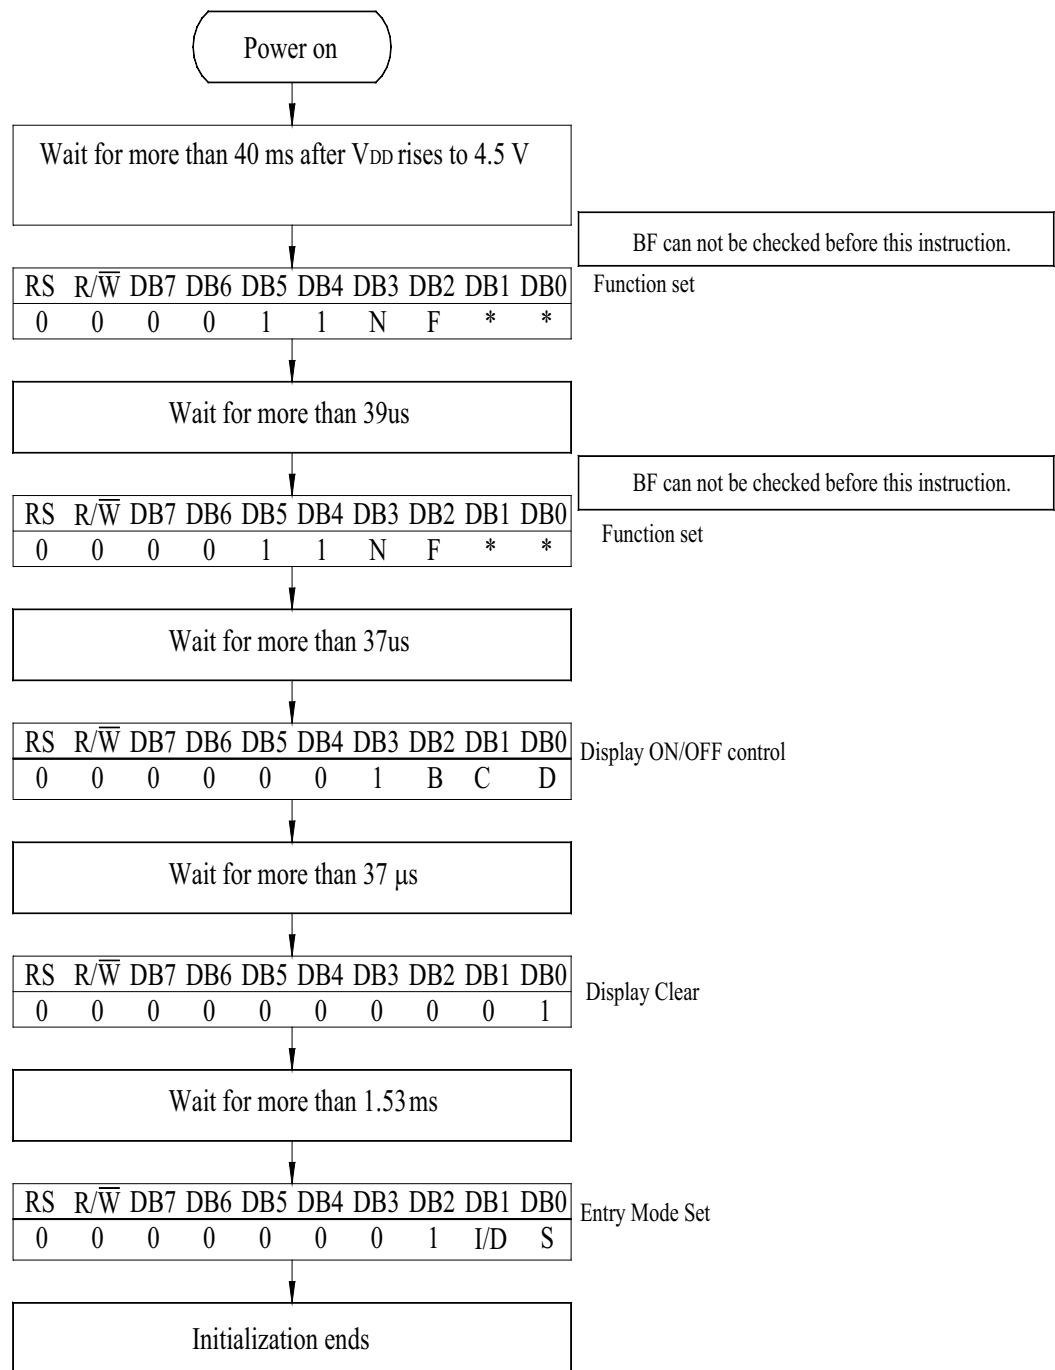 Power on
Wait for more than 40 ms after VDD rises to 4.5 V
BF can not be checked before this instruction.
RS R/W̅ DB7 DB6 DB5 DB4 DB3 DB2 DB1 DB0
Function set
0 0 0 0 1 1 N F * *
Wait for more than 39us
BF can not be checked before this instruction.
RS R/W̅ DB7 DB6 DB5 DB4 DB3 DB2 DB1 DB0
Function set
0 0 0 0 1 1 N F * *
Wait for more than 37us
RS R/W̅ DB7 DB6 DB5 DB4 DB3 DB2 DB1 DB0
Display ON/OFF control
0 0 0 0 0 0 1 B C D
Wait for more than 37 μs
RS R/W̅ DB7 DB6 DB5 DB4 DB3 DB2 DB1 DB0
Display Clear
0 0 0 0 0 0 0 0 0 1
Wait for more than 1.53ms
RS R/W̅ DB7 DB6 DB5 DB4 DB3 DB2 DB1 DB0
Entry Mode Set
0 0 0 0 0 0 0 1 I/D S
Initialization ends